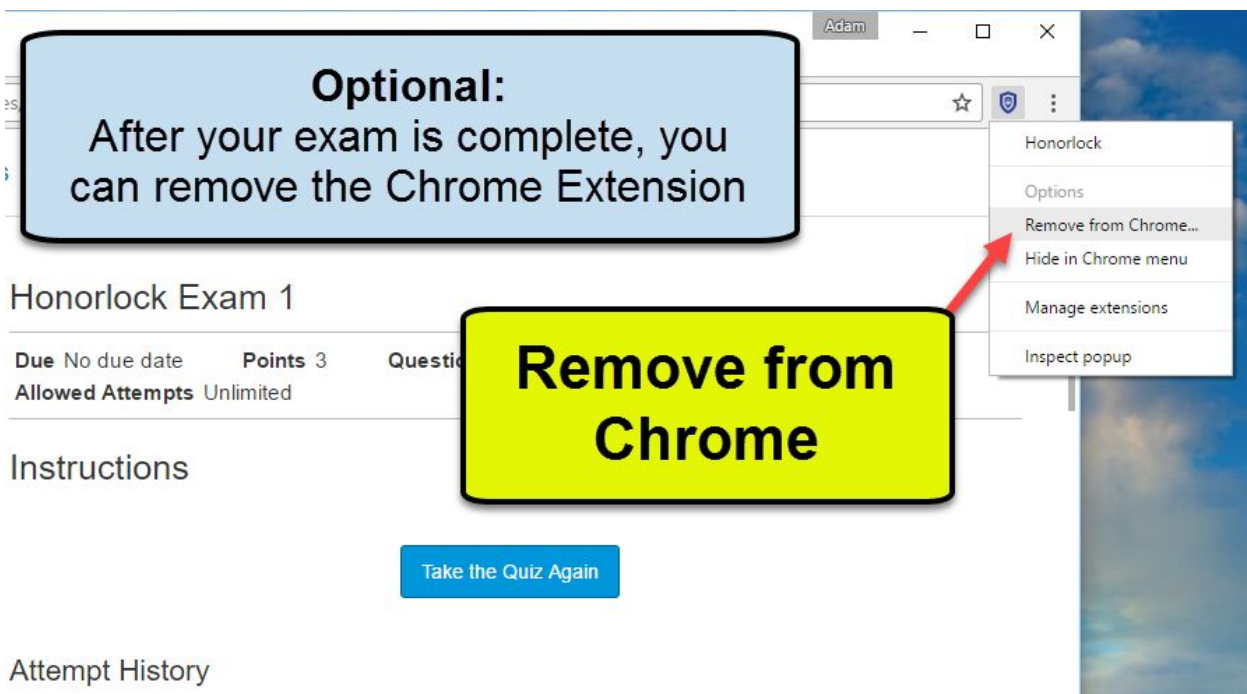 Adam
Optional:
After your exam is complete, you
can remove the Chrome Extension
Honorlock
Options
Remove from Chrome...
Hide in Chrome menu
Manage extensions
Inspect popup
Honorlock Exam 1
Due No due date Points 3
Allowed Attempts Unlimited
Remove from
Chrome
Instructions
Take the Quiz Again
Attempt History